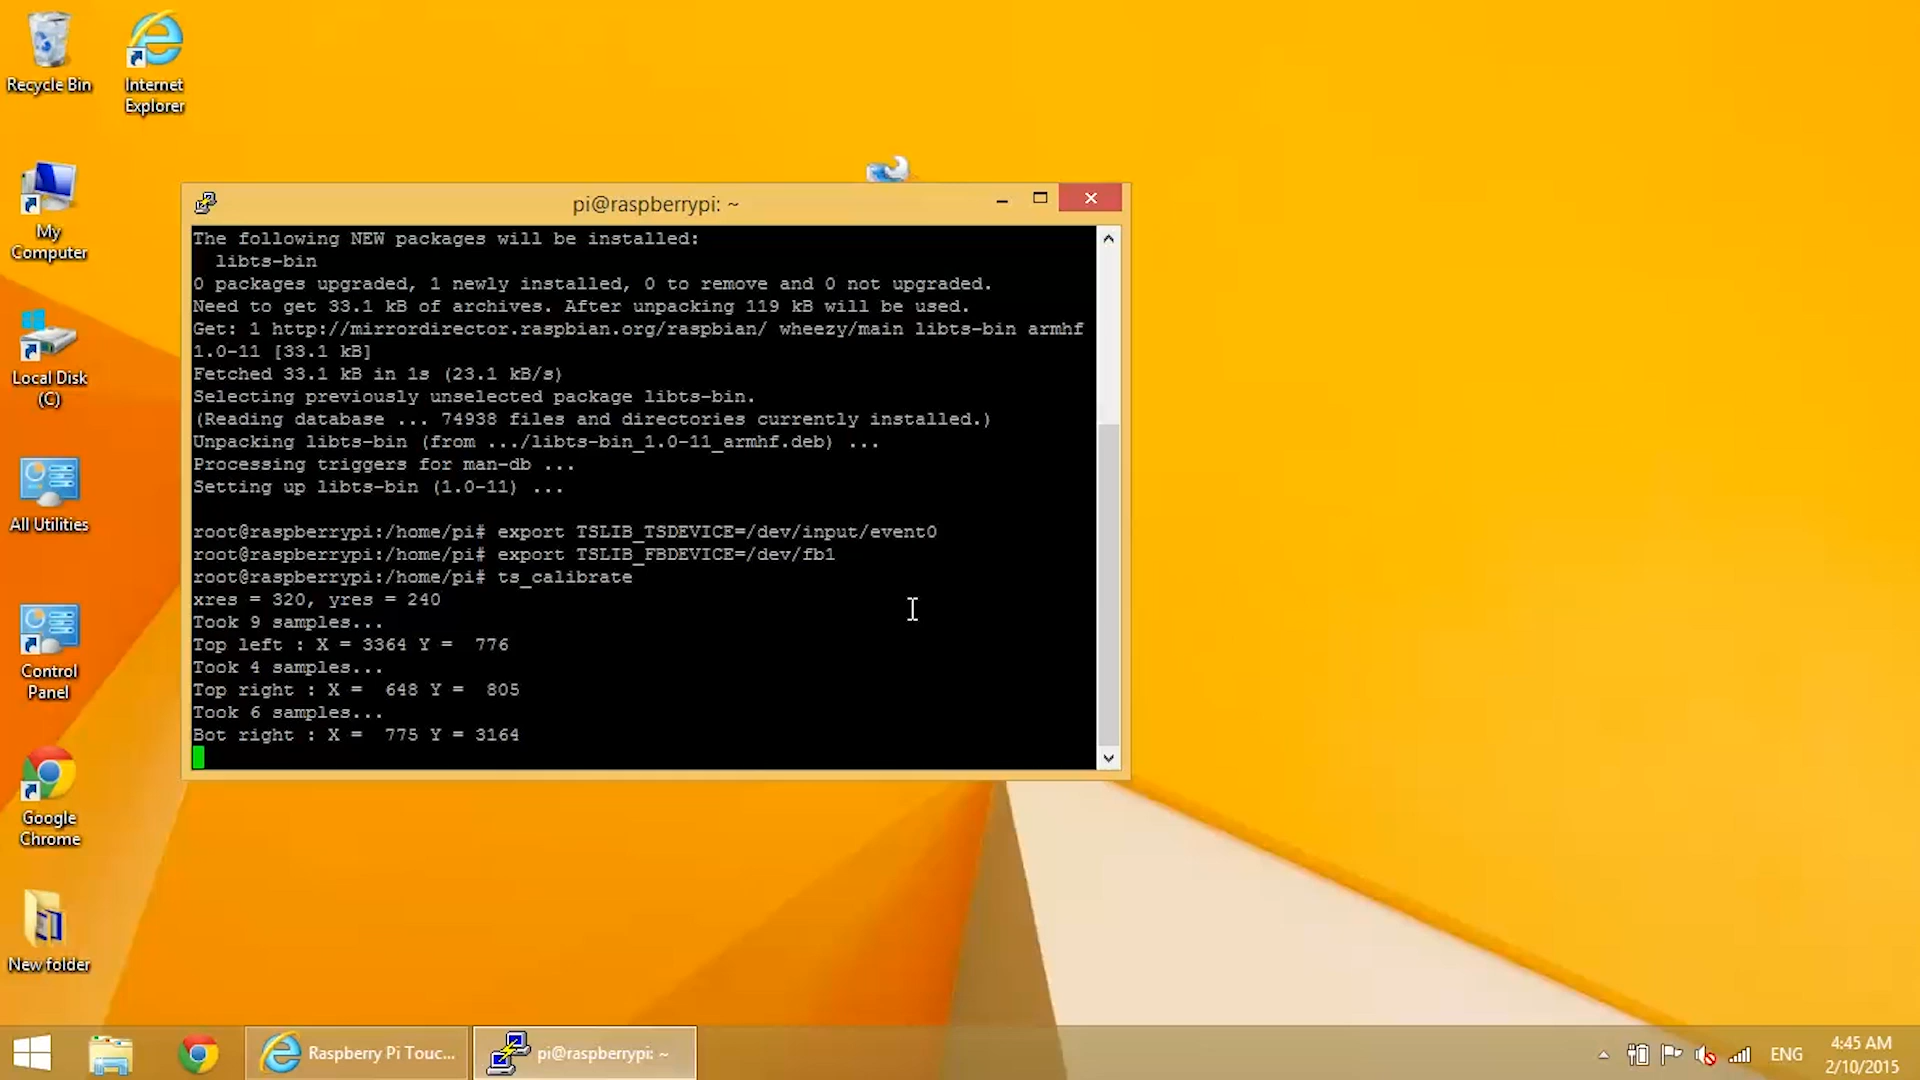 Recycle Bin
Internet
Explorer
My
Computer
Local Disk
(C)
All Utilities
Control
Panel
Google
Chrome
New folder
pi@raspberrypi: ~
The following NEW packages will be installed:
libts-bin
0 packages upgraded, 1 newly installed, 0 to remove and 0 not upgraded.
Need to get 33.1 kB of archives. After unpacking 119 kB will be used.
Get: 1 http://mirrordirector.raspbian.org/raspbian/ wheezy/main libts-bin armhf
1.0-11 [33.1 kB]
Fetched 33.1 kB in 1s (23.1 kB/s)
Selecting previously unselected package libts-bin.
(Reading database ... 74938 files and directories currently installed.)
Unpacking libts-bin (from .../libts-bin_1.0-11_armhf.deb) ...
Processing triggers for man-db ...
Setting up libts-bin (1.0-11) ...
root@raspberrypi:/home/pi# export TSLIB_TSDEVICE=/dev/input/event0
root@raspberrypi:/home/pi# export TSLIB_FBDEVICE=/dev/fb1
root@raspberrypi:/home/pi# ts_calibrate
xres = 320, yres = 240
Took 9 samples...
Top left : X = 3364 Y =  776
Took 4 samples...
Top right : X =  648 Y =  805
Took 6 samples...
Bot right : X =  775 Y = 3164
Raspberry Pi Touc...
pi@raspberrypi: ~
ENG
4:45 AM
2/10/2015